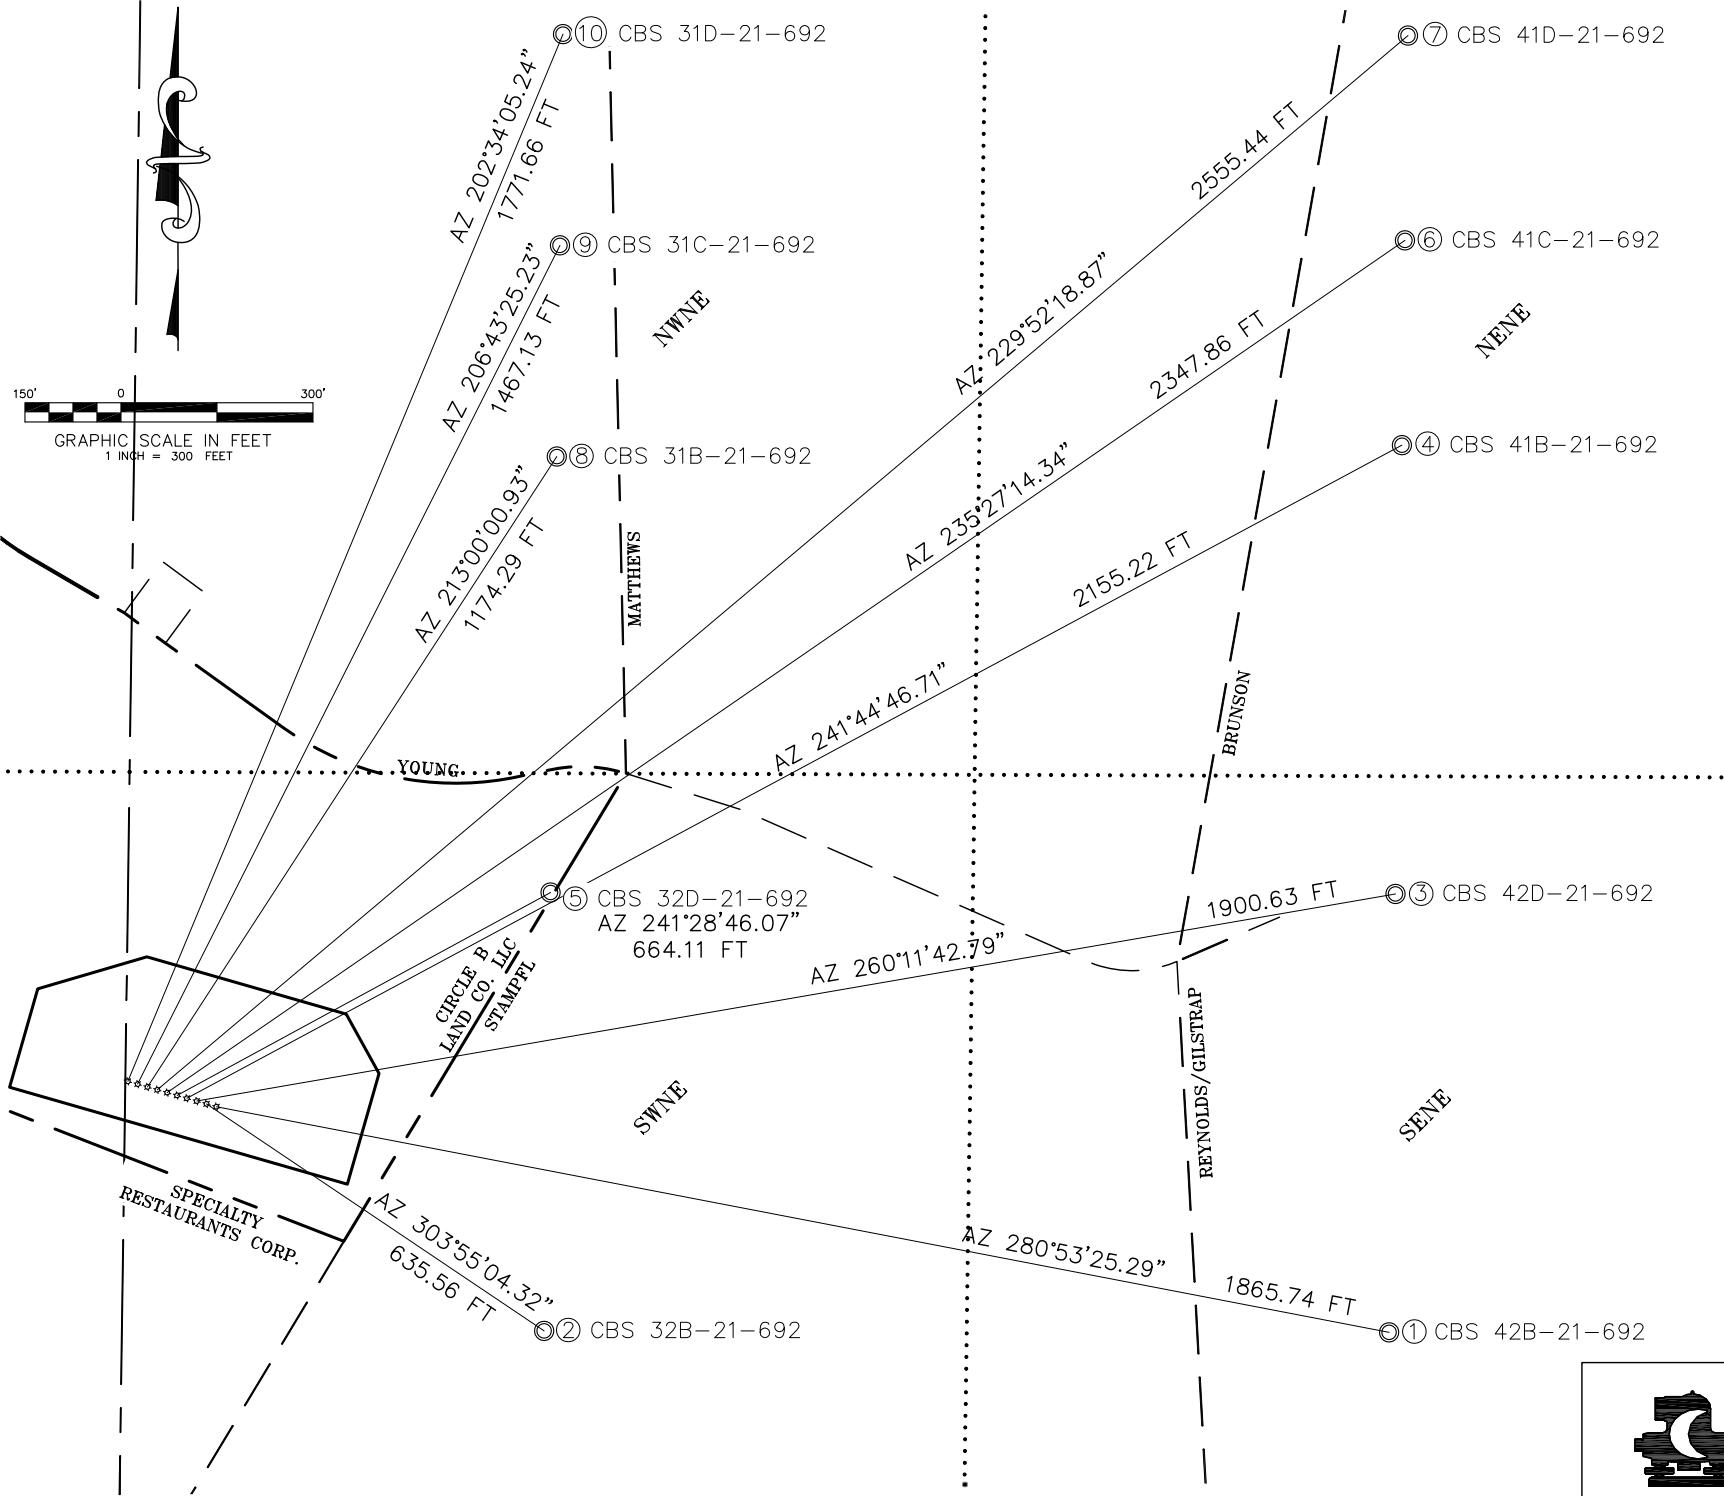 10 CBS 31D-21-692
7 CBS 41D-21-692
AZ 202°34'05.24"
1771.66 FT
2555.44 FT
9 CBS 31C-21-692
6 CBS 41C-21-692
AZ 206°43'25.23"
1467.13 FT
NWNE
AZ 229°52'18.87"
2347.86 FT
NENE
150' 0 300'
GRAPHIC SCALE IN FEET
1 INCH = 300 FEET
8 CBS 31B-21-692
4 CBS 41B-21-692
AZ 213°00'00.93"
1174.29 FT
MATTHEWS
AZ 235°27'14.34"
2155.22 FT
AZ 241°44'46.71"
BRUNSON
YOUNG
5 CBS 32D-21-692
AZ 241°28'46.07"
664.11 FT
3 CBS 42D-21-692
1900.63 FT
AZ 260°11'42.79"
CIRCLE B
LAND CO. LLC
STAMPFL
REYNOLDS/GILSTRAP
SWNE
SENE
SPECIALTY
RESTAURANTS CORP.
AZ 303°55'04.32"
635.56 FT
AZ 280°53'25.29"
1865.74 FT
2 CBS 32B-21-692
1 CBS 42B-21-692